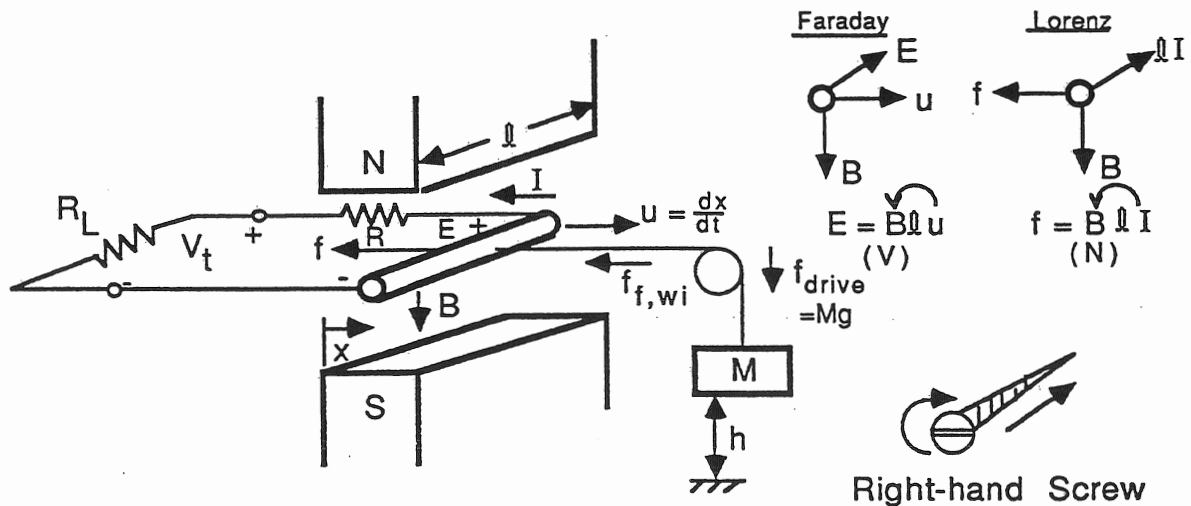 Faraday
Lorenz
E
u
B
E = Bℓu
(V)
ℓI
f
B
f = BℓI
(N)
N
ℓ
I
R_L
V_t
+
-
R
E +
-
f
u = dx/dt
f_f,wi
f_drive
=Mg
B
x
S
M
h
Right-hand Screw